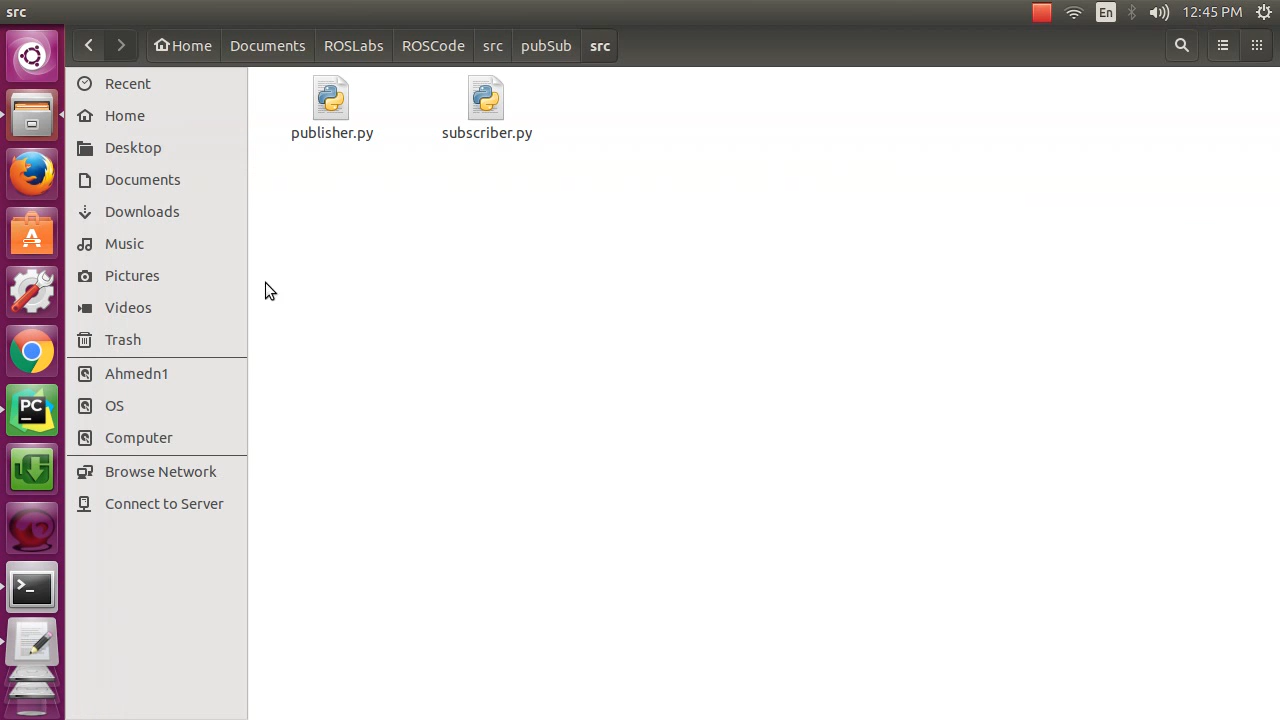 src
En
12:45 PM
Home
Documents
ROSLabs
ROSCode
src
pubSub
src
Recent
Home
Desktop
Documents
Downloads
Music
Pictures
Videos
Trash
Ahmedn1
OS
Computer
Browse Network
Connect to Server
publisher.py
subscriber.py
PC
>_